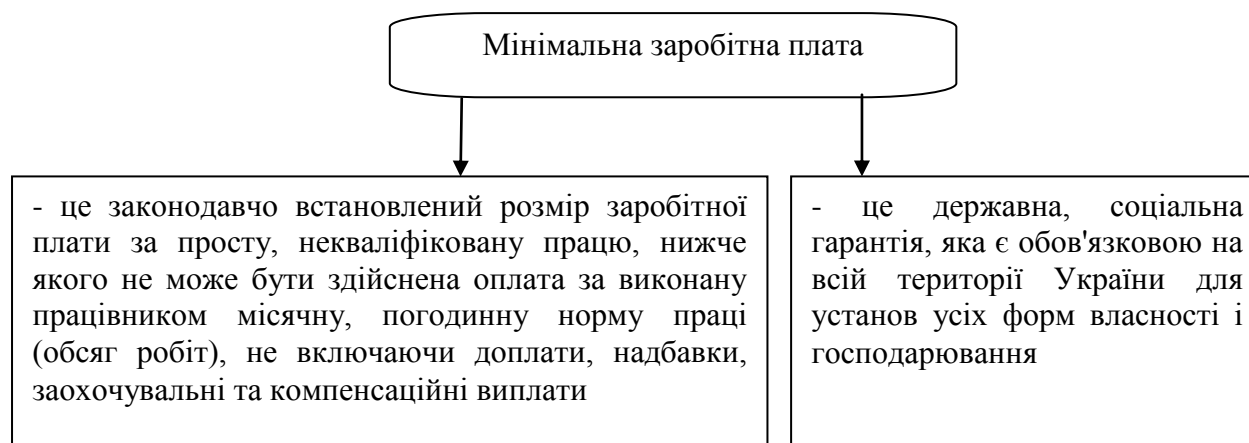 Мінімальна заробітна плата
- це законодавчо встановлений розмір заробітної
плати за просту, некваліфіковану працю, нижче
якого не може бути здійснена оплата за виконану
працівником місячну, погодинну норму праці
(обсяг робіт), не включаючи доплати, надбавки,
заохочувальні та компенсаційні виплати
- це державна, соціальна
гарантія, яка є обов'язковою на
всій території України для
установ усіх форм власності і
господарювання